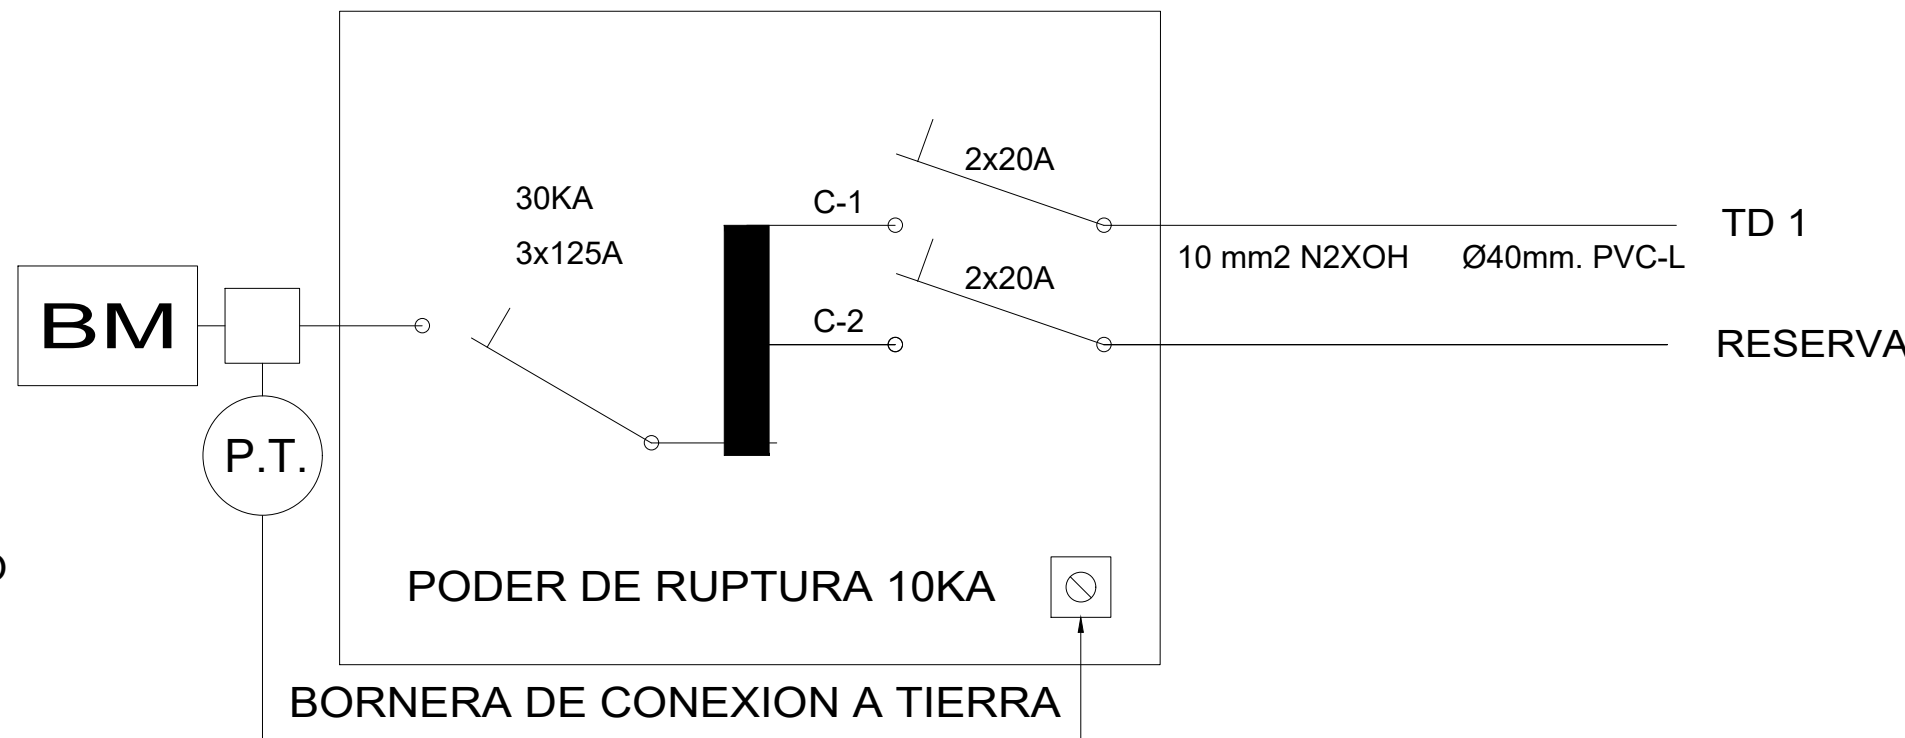 2x20A
30KA
C-1
3x125A
TD 1
10 mm2 N2XOH
Ø40mm. PVC-L
2x20A
BM
C-2
RESERVA
P.T.
PODER DE RUPTURA 10KA
BORNERA DE CONEXION A TIERRA